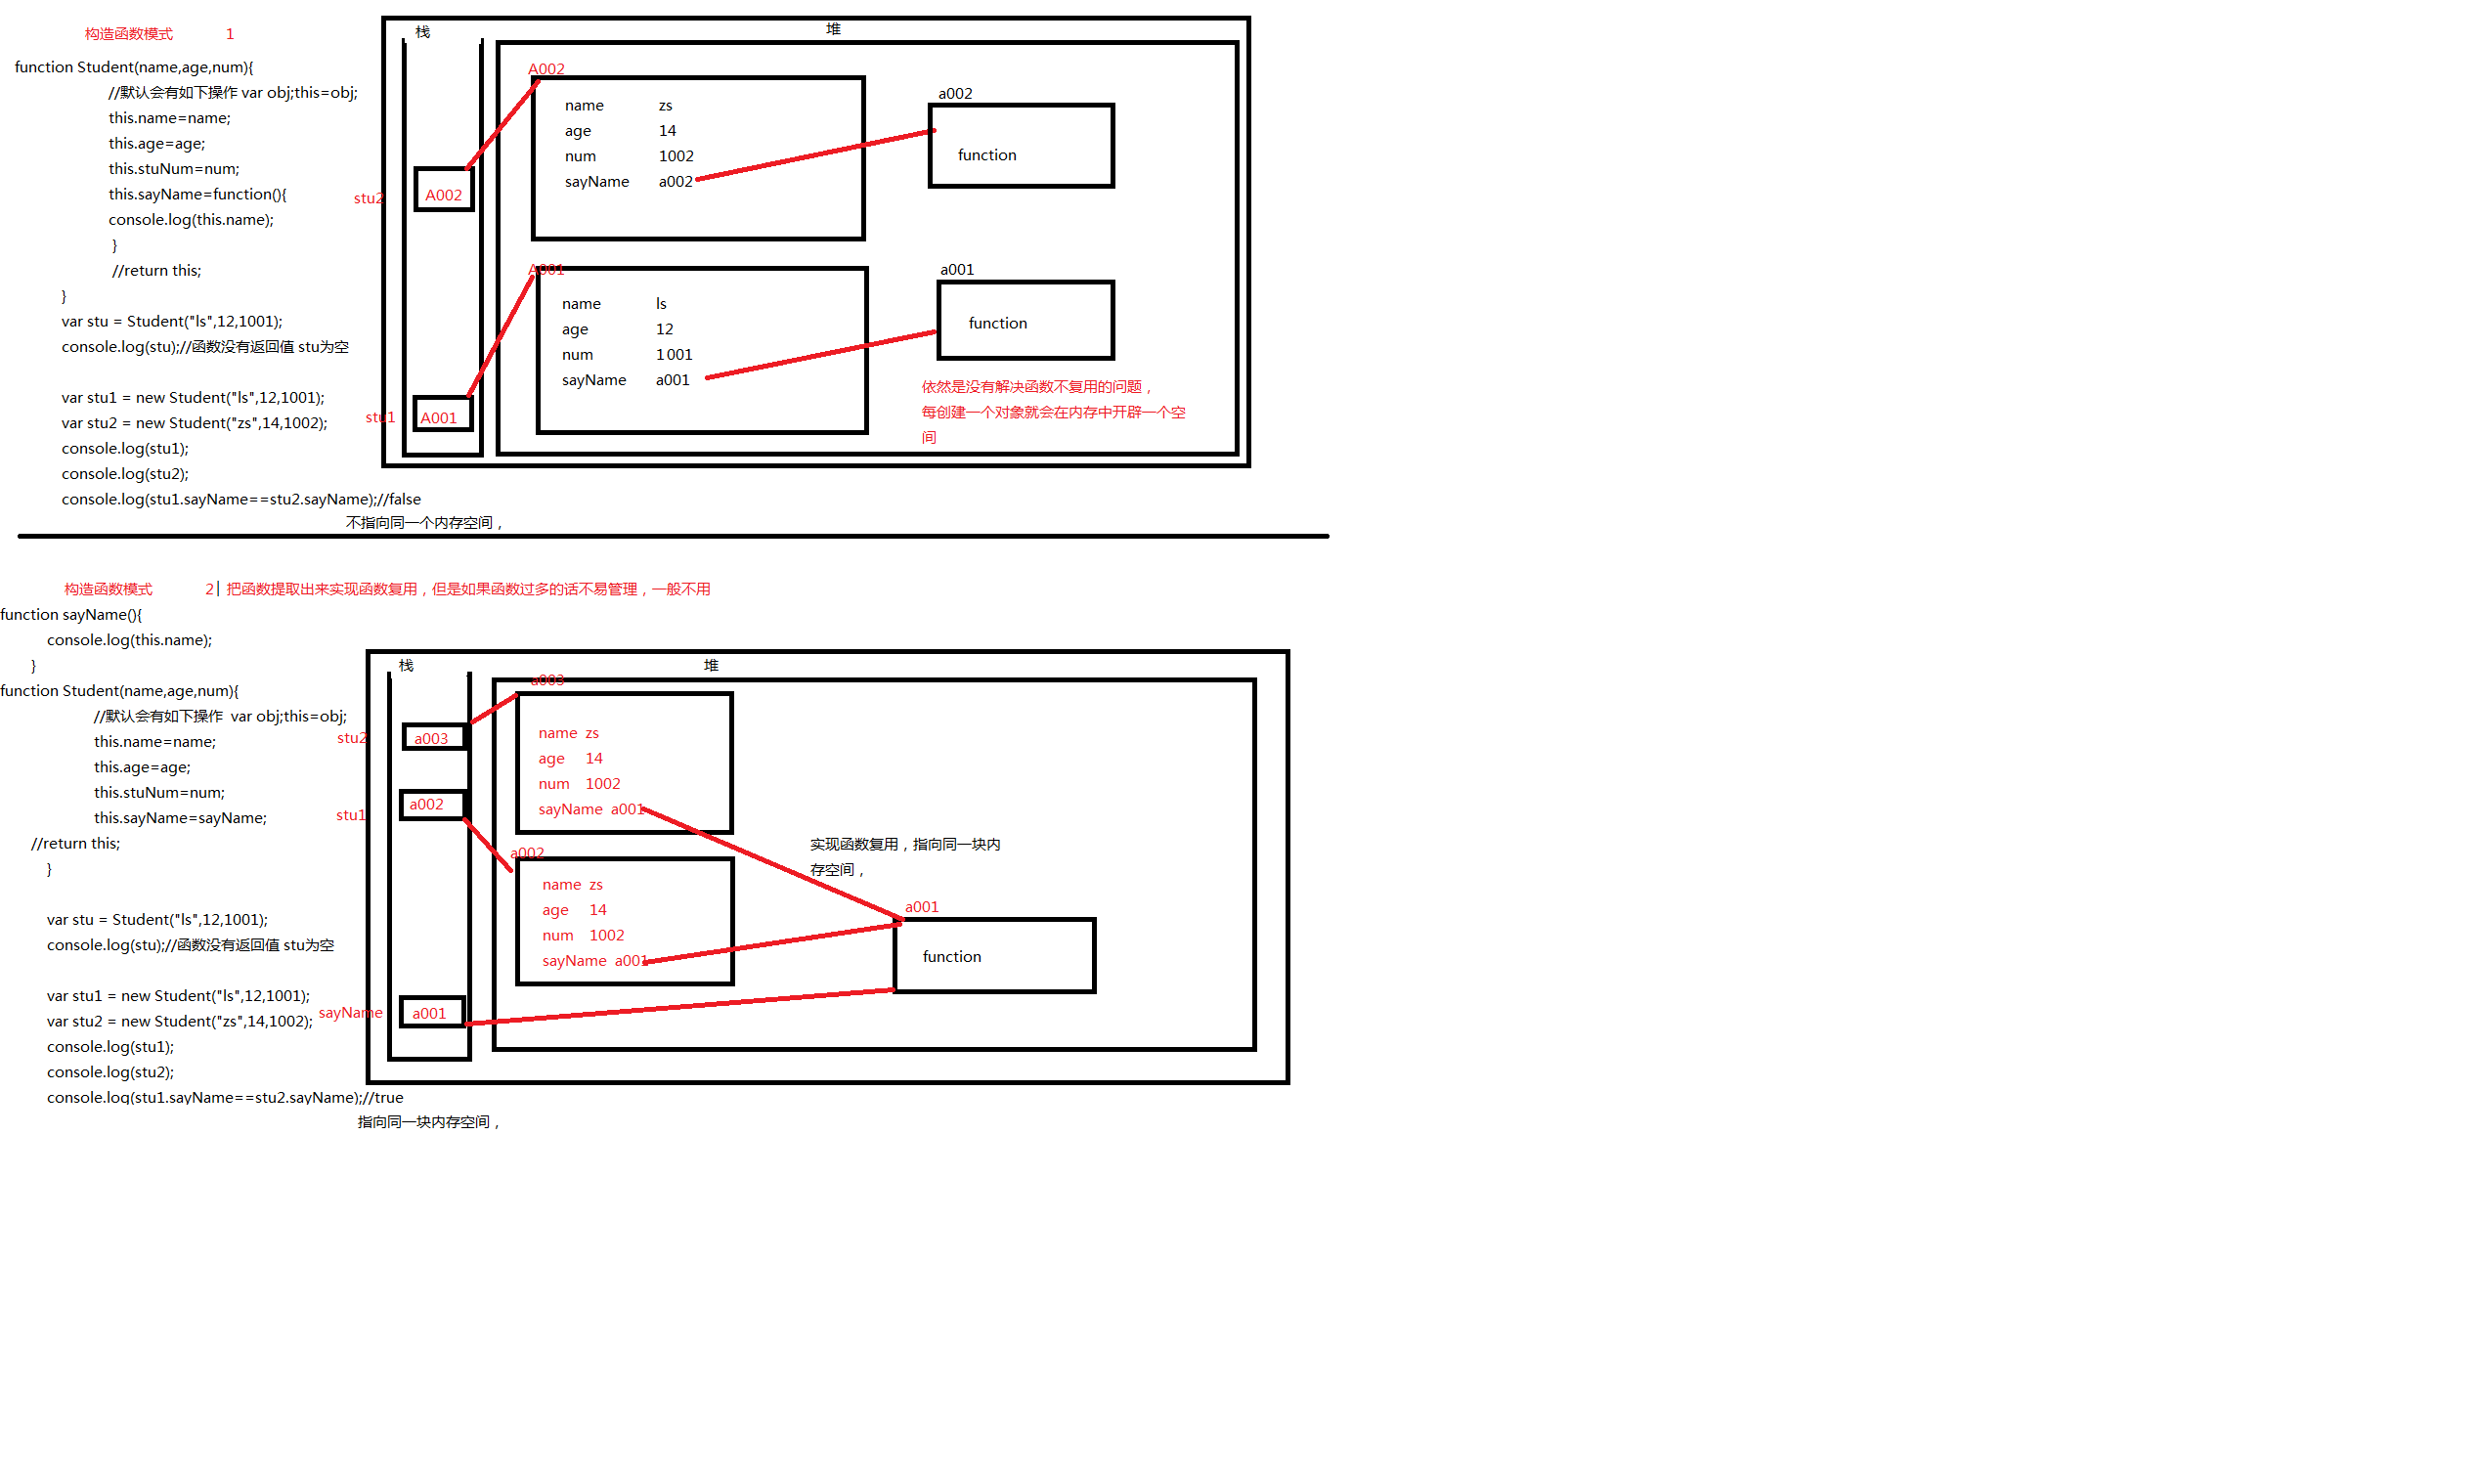 构造函数模式 1
function Student(name,age,num){
//默认会有如下操作 var obj;this=obj;
this.name=name;
this.age=age;
this.stuNum=num;
this.sayName=function(){
console.log(this.name);
}
//return this;
}
var stu = Student("ls",12,1001);
console.log(stu);//函数没有返回值 stu为空
var stu1 = new Student("ls",12,1001);
var stu2 = new Student("zs",14,1002);
console.log(stu1);
console.log(stu2);
console.log(stu1.sayName==stu2.sayName);//false
不指向同一个内存空间，
栈
堆
stu2
A002
stu1
A001
A002
name zs
age 14
num 1002
sayName a002
a002
function
A001
name ls
age 12
num 1001
sayName a001
a001
function
依然是没有解决函数不复用的问题，
每创建一个对象就会在内存中开辟一个空
间
构造函数模式 2 把函数提取出来实现函数复用，但是如果函数过多的话不易管理，一般不用
function sayName(){
console.log(this.name);
}
function Student(name,age,num){
//默认会有如下操作 var obj;this=obj;
this.name=name;
this.age=age;
this.stuNum=num;
this.sayName=sayName;
//return this;
}
var stu = Student("ls",12,1001);
console.log(stu);//函数没有返回值 stu为空
var stu1 = new Student("ls",12,1001);
var stu2 = new Student("zs",14,1002);
console.log(stu1);
console.log(stu2);
console.log(stu1.sayName==stu2.sayName);//true
指向同一块内存空间，
栈
堆
stu2
a003
stu1
a002
sayName
a001
a003
name zs
age 14
num 1002
sayName a001
a002
name zs
age 14
num 1002
sayName a001
实现函数复用，指向同一块内
存空间，
a001
function